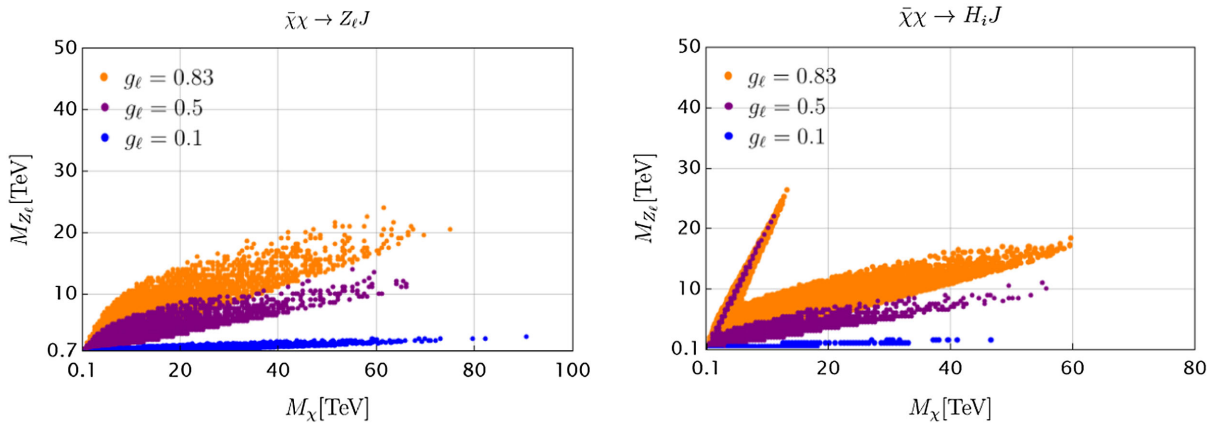 χ̄χ → Z_ℓ J
50
40
30
20
10
0.7
M_{Z_ℓ}[TeV]
g_ℓ = 0.83
g_ℓ = 0.5
g_ℓ = 0.1
0.1 20 40 60 80 100
M_χ[TeV]
χ̄χ → H_i J
50
40
30
20
10
0.1
M_{Z_ℓ}[TeV]
g_ℓ = 0.83
g_ℓ = 0.5
g_ℓ = 0.1
0.1 20 40 60 80
M_χ[TeV]